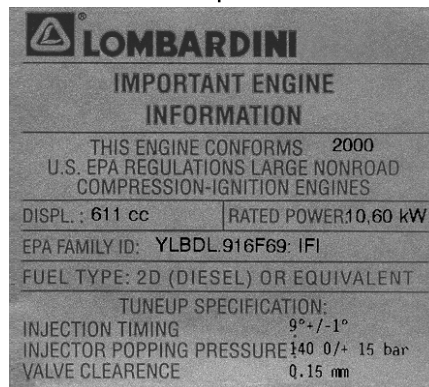 LOMBARDINI
IMPORTANT ENGINE
INFORMATION
THIS ENGINE CONFORMS 2000
U.S. EPA REGULATIONS LARGE NONROAD
COMPRESSION-IGNITION ENGINES
DISPL. : 611 cc RATED POWER: 10,60 kW
EPA FAMILY ID: YLBDL.916F69: IFI
FUEL TYPE: 2D (DIESEL) OR EQUIVALENT
TUNEUP SPECIFICATION:
INJECTION TIMING 9°+/-1°
INJECTOR POPPING PRESSURE: 140 0/+ 15 bar
VALVE CLEARENCE 0.15 mm